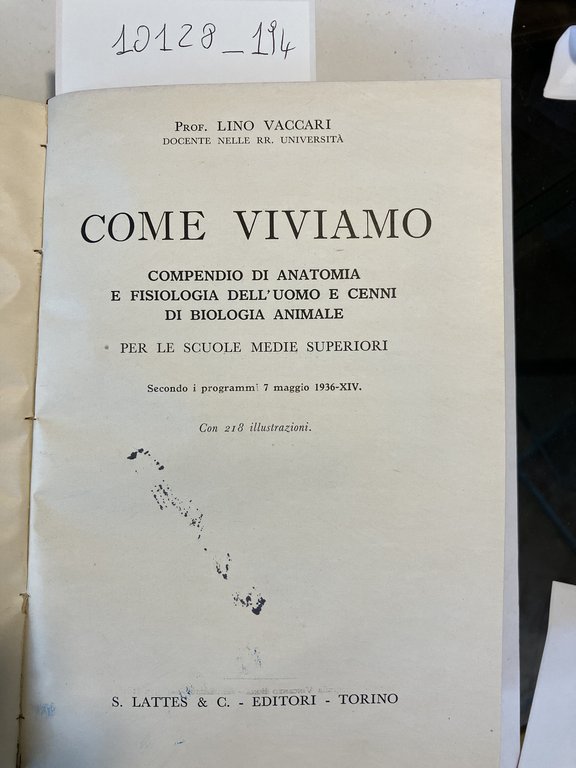 10128_194
Prof. LINO VACCARI
DOCENTE NELLE RR. UNIVERSITÀ
COME VIVIAMO
COMPENDIO DI ANATOMIA
E FISIOLOGIA DELL'UOMO E CENNI
DI BIOLOGIA ANIMALE
PER LE SCUOLE MEDIE SUPERIORI
Secondo i programmi 7 maggio 1936-XIV.
Con 218 illustrazioni.
S. LATTES & C. - EDITORI - TORINO